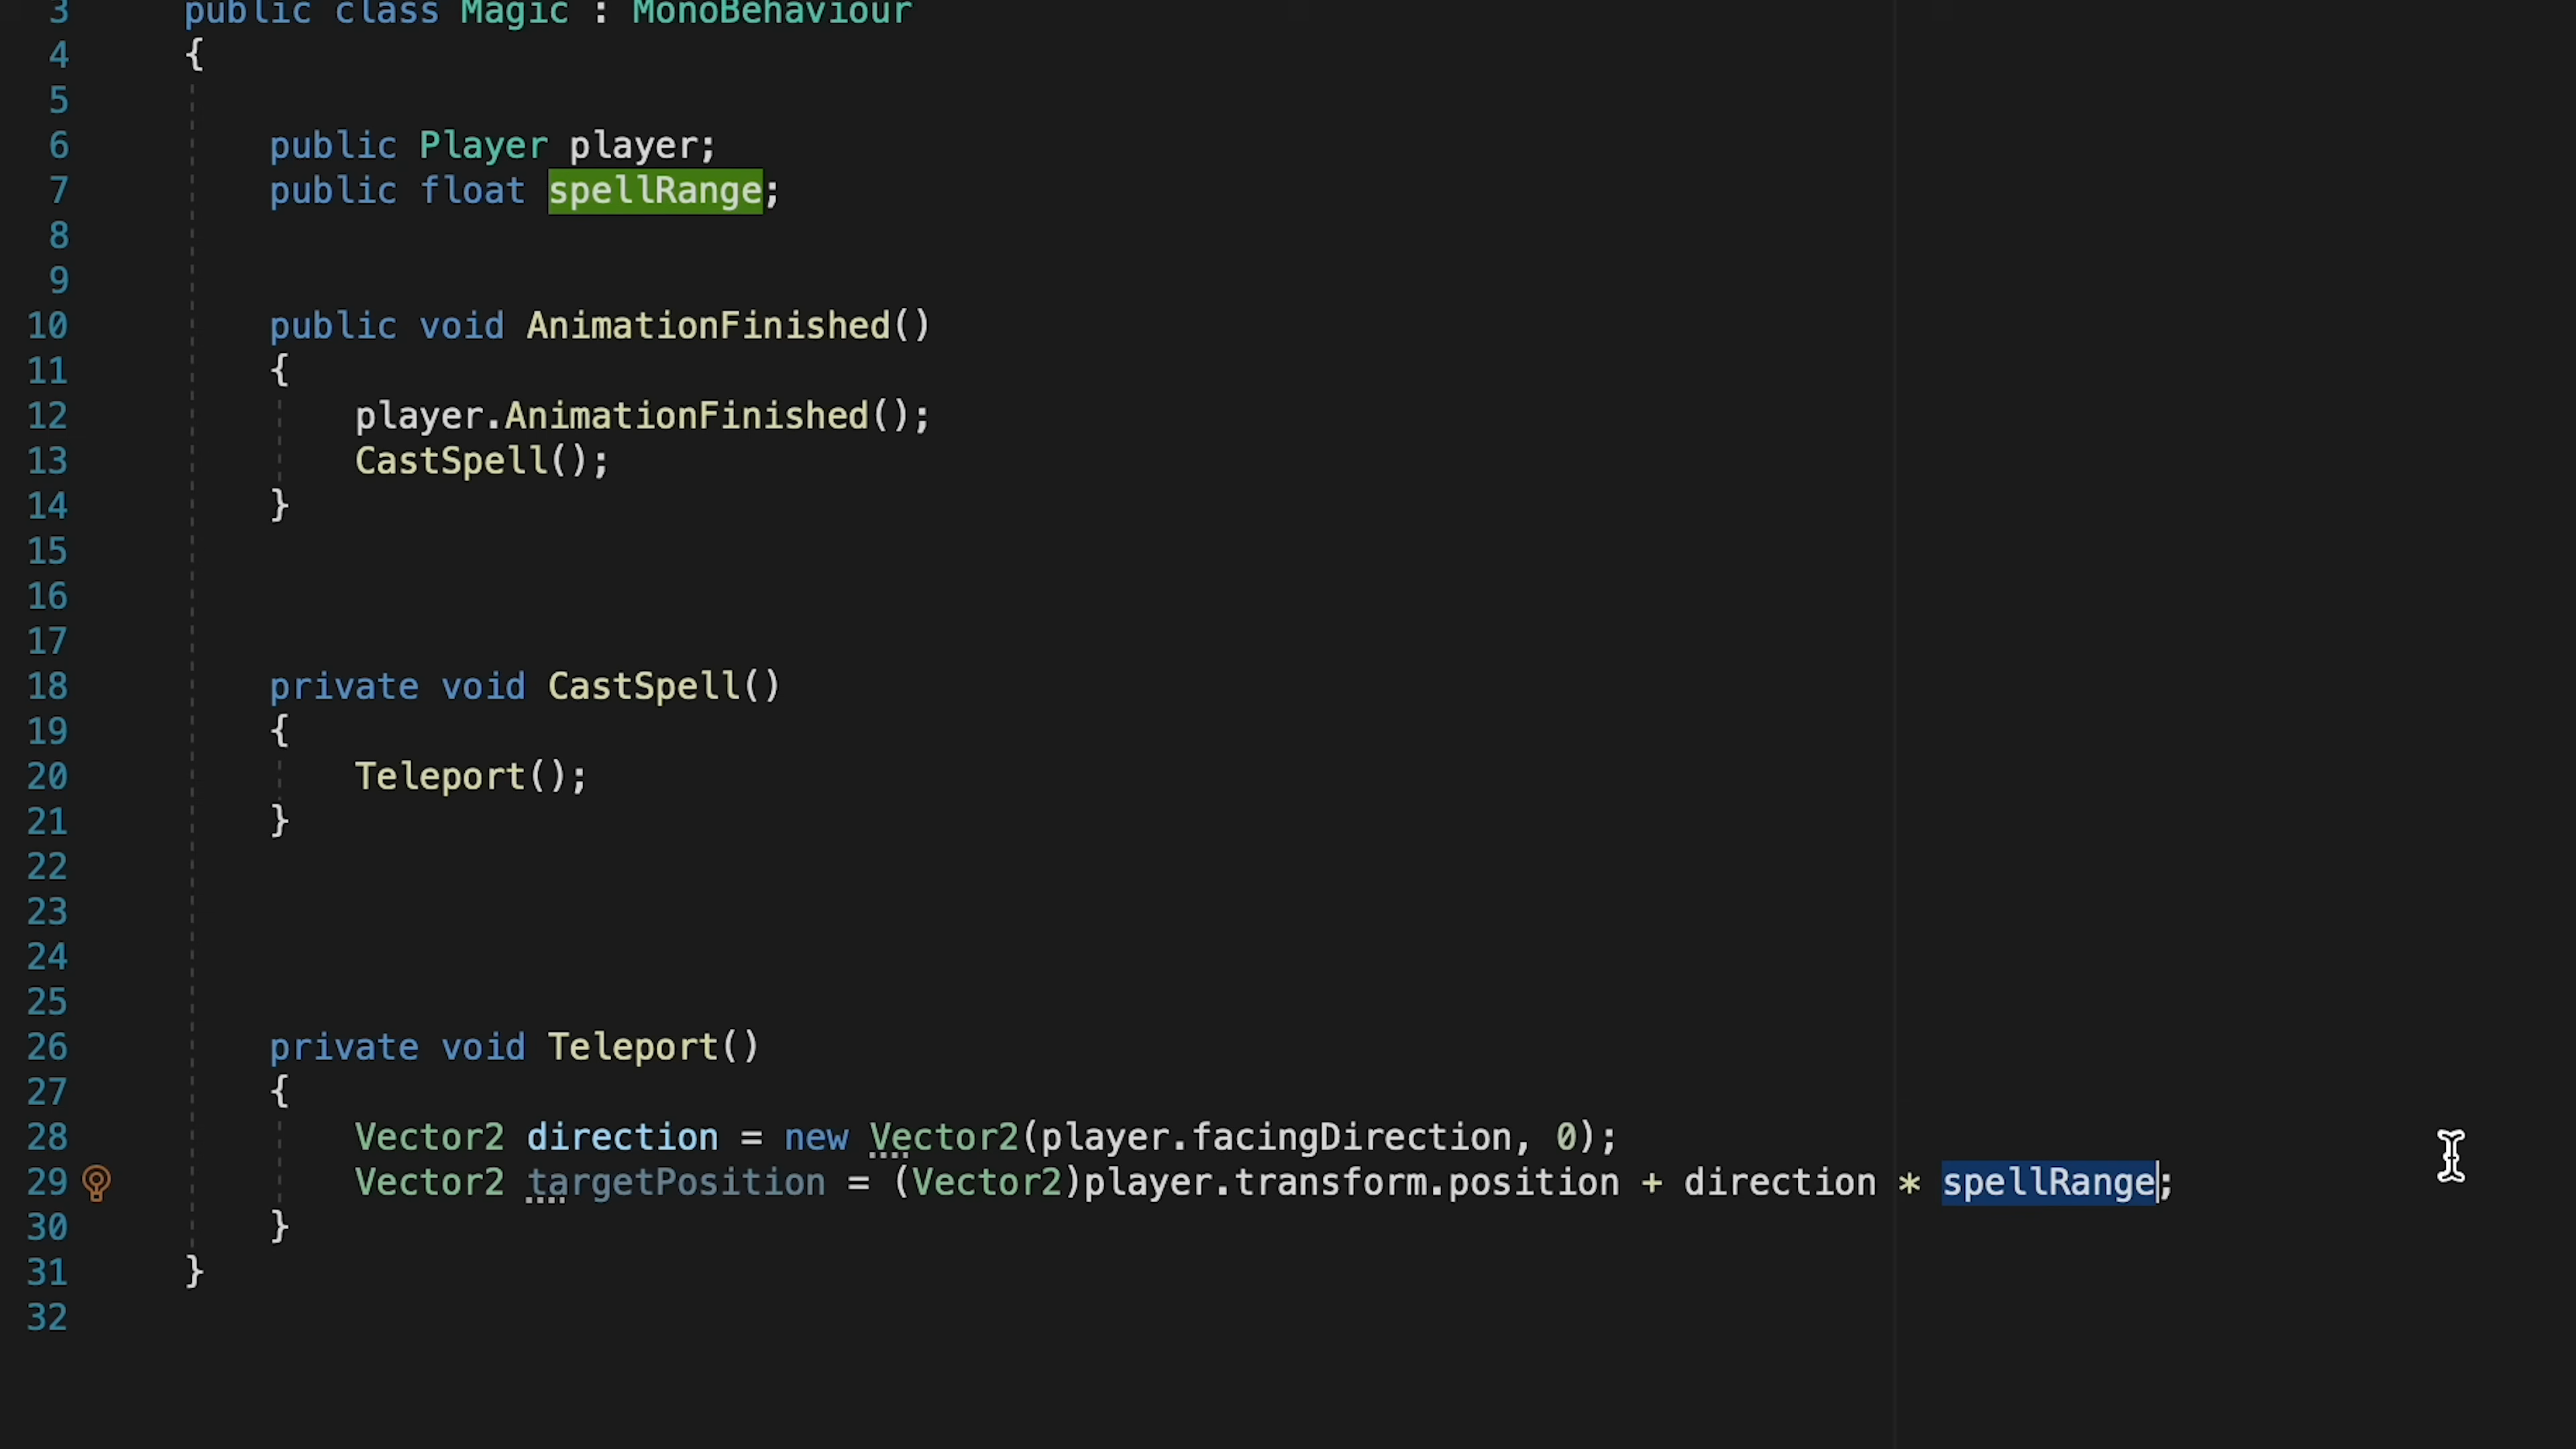 3 public class Magic : MonoBehaviour
4 {
5
6 public Player player;
7 public float spellRange;
8
9
10 public void AnimationFinished()
11 {
12 player.AnimationFinished();
13 CastSpell();
14 }
15
16
17
18 private void CastSpell()
19 {
20 Teleport();
21 }
22
23
24
25
26 private void Teleport()
27 {
28 Vector2 direction = new Vector2(player.facingDirection, 0);
29 Vector2 targetPosition = (Vector2)player.transform.position + direction * spellRange;
30 }
31 }
32